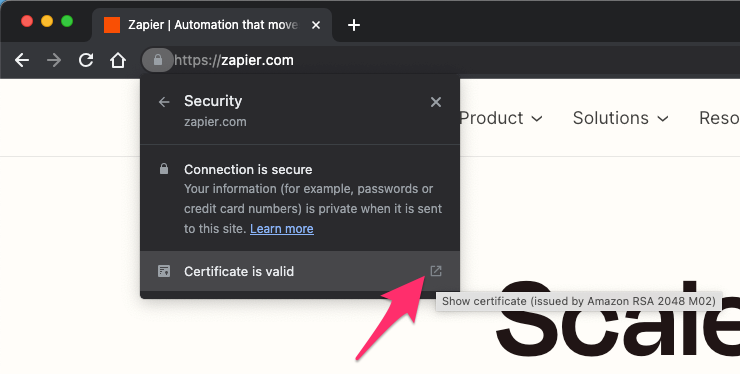 Zapier | Automation that move
https://zapier.com
Security
zapier.com
Product
Solutions
Reso
Connection is secure
Your information (for example, passwords or
credit card numbers) is private when it is sent
to this site. Learn more
Certificate is valid
Show certificate (issued by Amazon RSA 2048 M02)
Scale